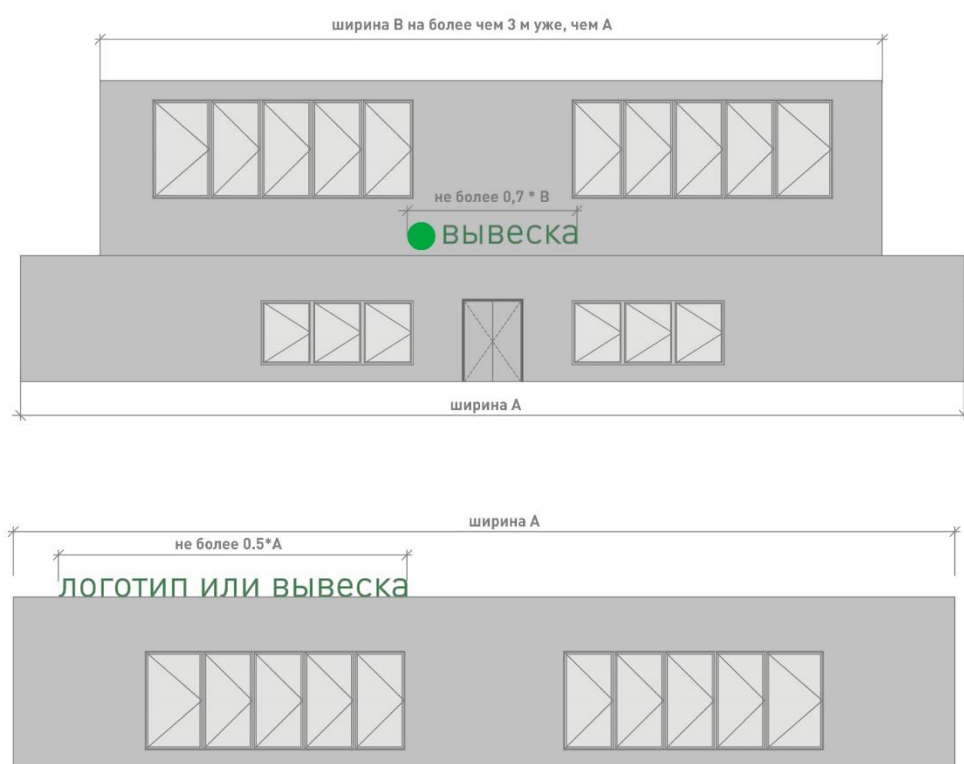 ширина В на более чем 3 м уже, чем А
не более 0,7 * В
вывеска
ширина А
ширина А
не более 0.5*А
логотип или вывеска